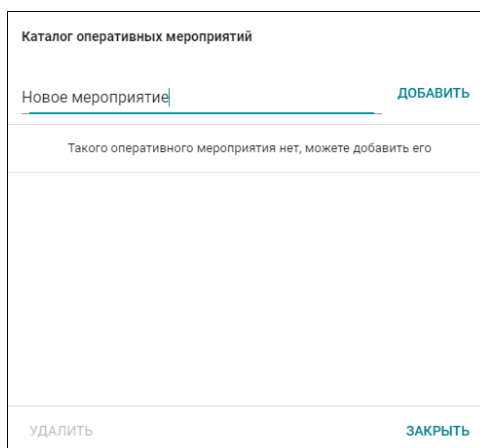 Каталог оперативных мероприятий
Новое мероприятие
ДОБАВИТЬ
Такого оперативного мероприятия нет, можете добавить его
УДАЛИТЬ
ЗАКРЫТЬ